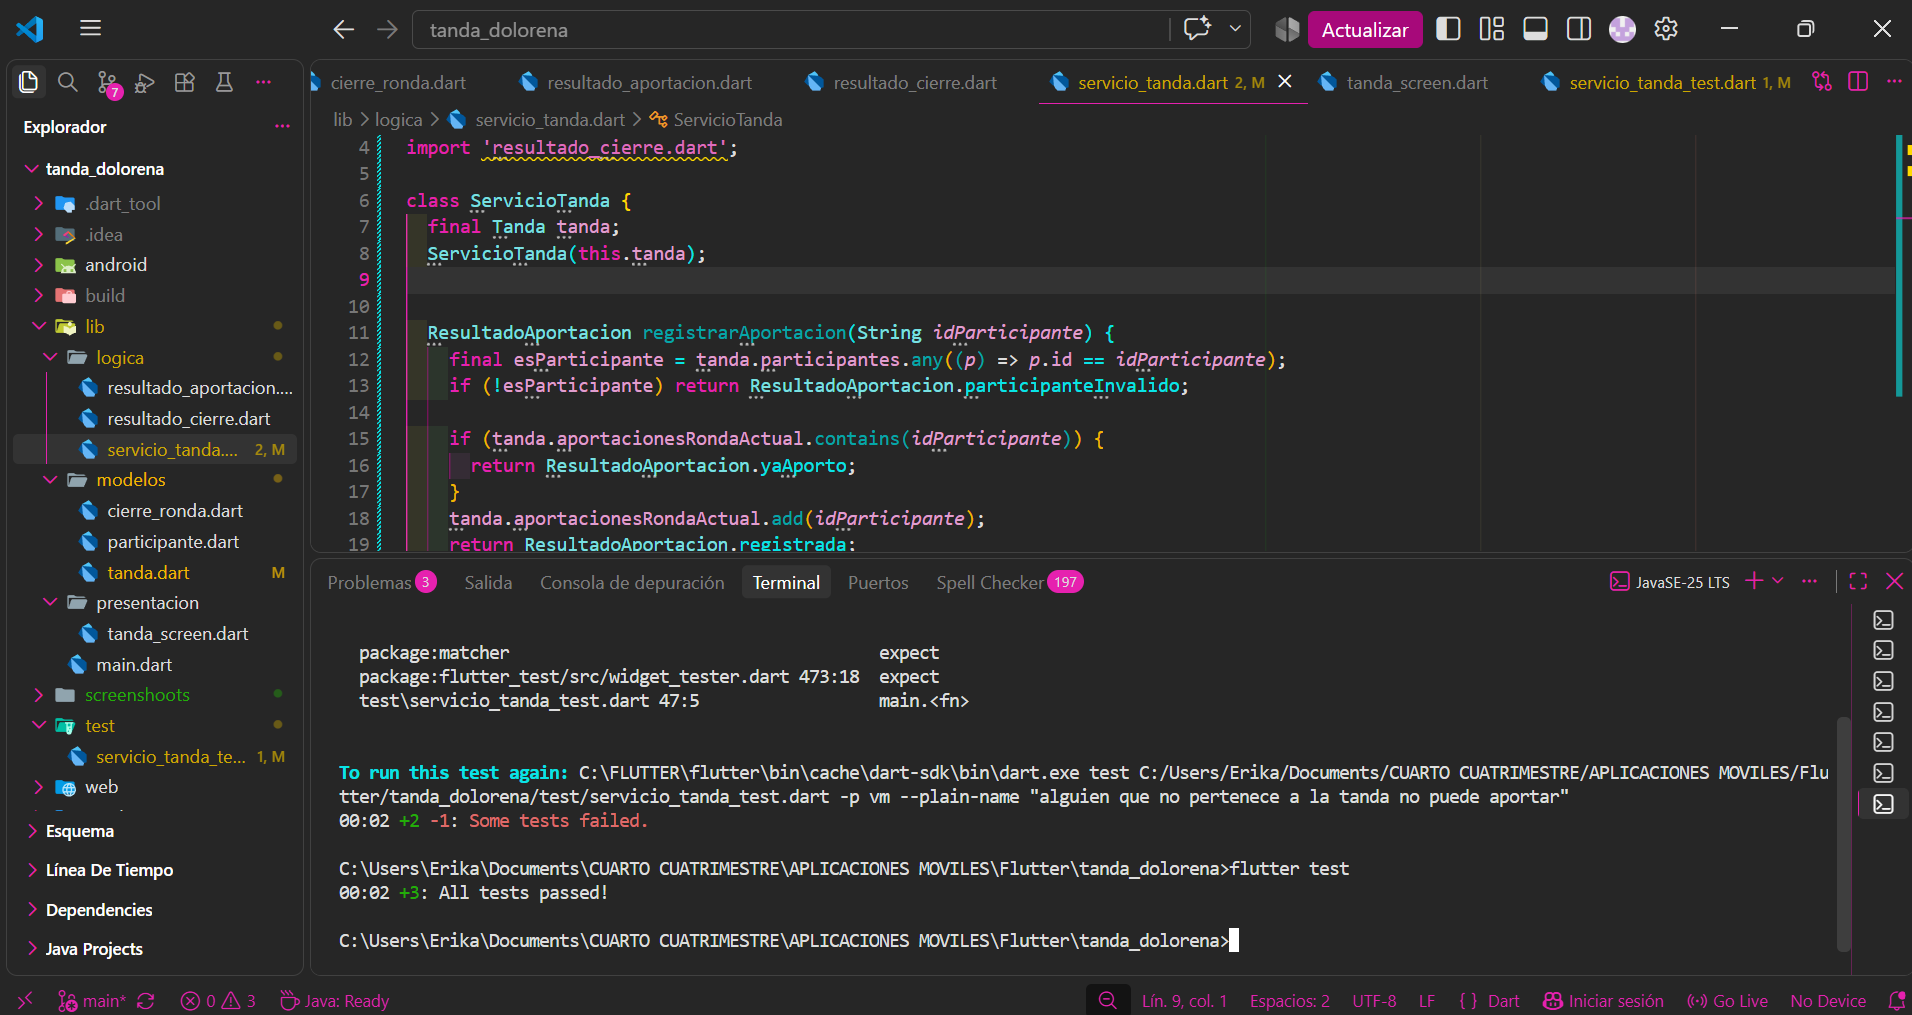 tanda_dolorena
Actualizar
7
Explorador
tanda_dolorena
.dart_tool
.idea
android
build
lib
logica
resultado_aportacion....
resultado_cierre.dart
servicio_tanda.... 2, M
modelos
cierre_ronda.dart
participante.dart
tanda.dart M
presentacion
tanda_screen.dart
main.dart
screenshoots
test
servicio_tanda_te... 1, M
web
Esquema
Línea De Tiempo
Dependencies
Java Projects
cierre_ronda.dart resultado_aportacion.dart resultado_cierre.dart servicio_tanda.dart 2, M tanda_screen.dart servicio_tanda_test.dart 1, M
lib > logica > servicio_tanda.dart > ServicioTanda
4 import 'resultado_cierre.dart';
5
6 class ServicioTanda {
7 final Tanda tanda;
8 ServicioTanda(this.tanda);
9
10
11 ResultadoAportacion registrarAportacion(String idParticipante) {
12 final esParticipante = tanda.participantes.any((p) => p.id == idParticipante);
13 if (!esParticipante) return ResultadoAportacion.participanteInvalido;
14
15 if (tanda.aportacionesRondaActual.contains(idParticipante)) {
16 return ResultadoAportacion.yaAporto;
17 }
18 tanda.aportacionesRondaActual.add(idParticipante);
19 return ResultadoAportacion.registrada;
Problemas 3 Salida Consola de depuración Terminal Puertos Spell Checker 197 JavaSE-25 LTS
package:matcher expect
package:flutter_test/src/widget_tester.dart 473:18 expect
test\servicio_tanda_test.dart 47:5 main.<fn>
To run this test again: C:\FLUTTER\flutter\bin\cache\dart-sdk\bin\dart.exe test C:/Users/Erika/Documents/CUARTO CUATRIMESTRE/APLICACIONES MOVILES/Flu
tter/tanda_dolorena/test/servicio_tanda_test.dart -p vm --plain-name "alguien que no pertenece a la tanda no puede aportar"
00:02 +2 -1: Some tests failed.
C:\Users\Erika\Documents\CUARTO CUATRIMESTRE\APLICACIONES MOVILES\Flutter\tanda_dolorena>flutter test
00:02 +3: All tests passed!
C:\Users\Erika\Documents\CUARTO CUATRIMESTRE\APLICACIONES MOVILES\Flutter\tanda_dolorena>
main* 0 3 Java: Ready Lín. 9, col. 1 Espacios: 2 UTF-8 LF { } Dart Iniciar sesión Go Live No Device